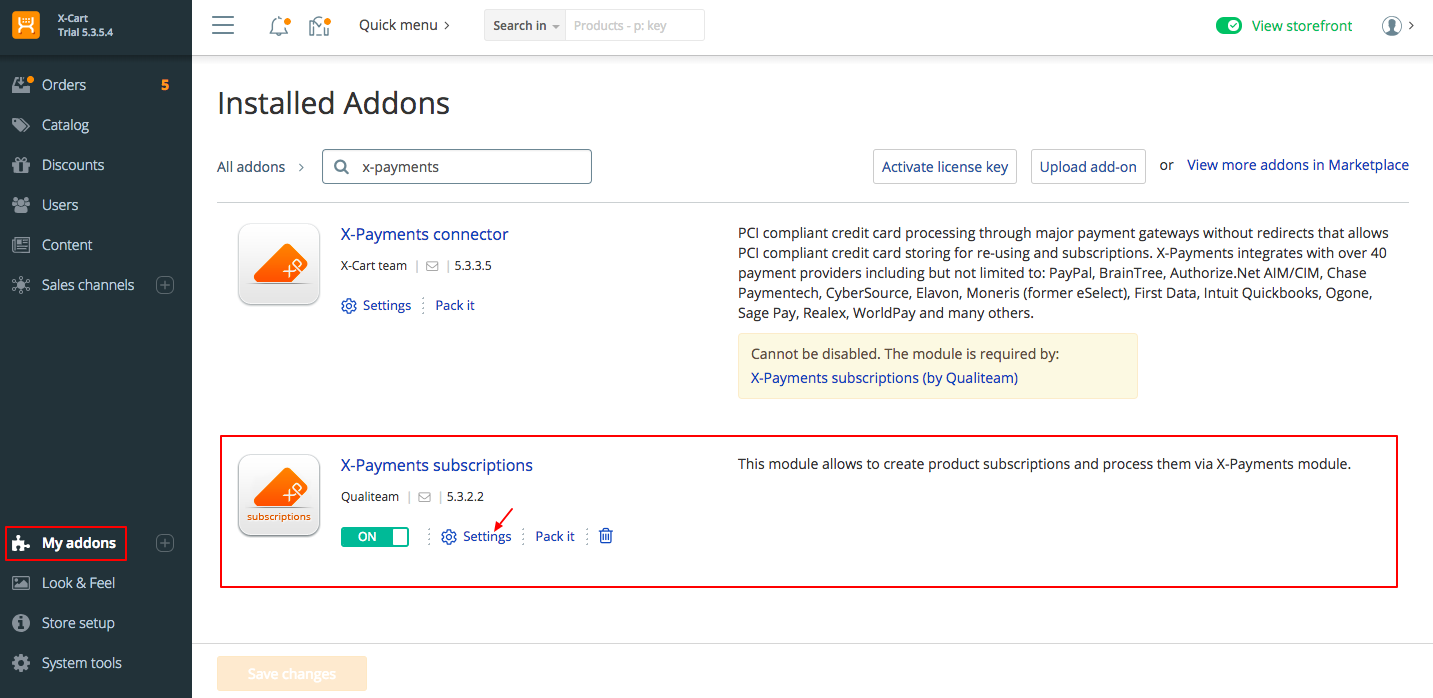 X-Cart
Trial 5.3.5.4
Quick menu
Search in
Products - p: key
View storefront
Orders 5
Catalog
Discounts
Users
Content
Sales channels
My addons
Look & Feel
Store setup
System tools
Installed Addons
All addons
x-payments
Activate license key
Upload add-on
or
View more addons in Marketplace
X-Payments connector
X-Cart team | | 5.3.3.5
Settings
Pack it
PCI compliant credit card processing through major payment gateways without redirects that allows
PCI compliant credit card storing for re-using and subscriptions. X-Payments integrates with over 40
payment providers including but not limited to: PayPal, BrainTree, Authorize.Net AIM/CIM, Chase
Paymentech, CyberSource, Elavon, Moneris (former eSelect), First Data, Intuit Quickbooks, Ogone,
Sage Pay, Realex, WorldPay and many others.
Cannot be disabled. The module is required by:
X-Payments subscriptions (by Qualiteam)
subscriptions
X-Payments subscriptions
Qualiteam | | 5.3.2.2
ON
Settings
Pack it
This module allows to create product subscriptions and process them via X-Payments module.
Save changes